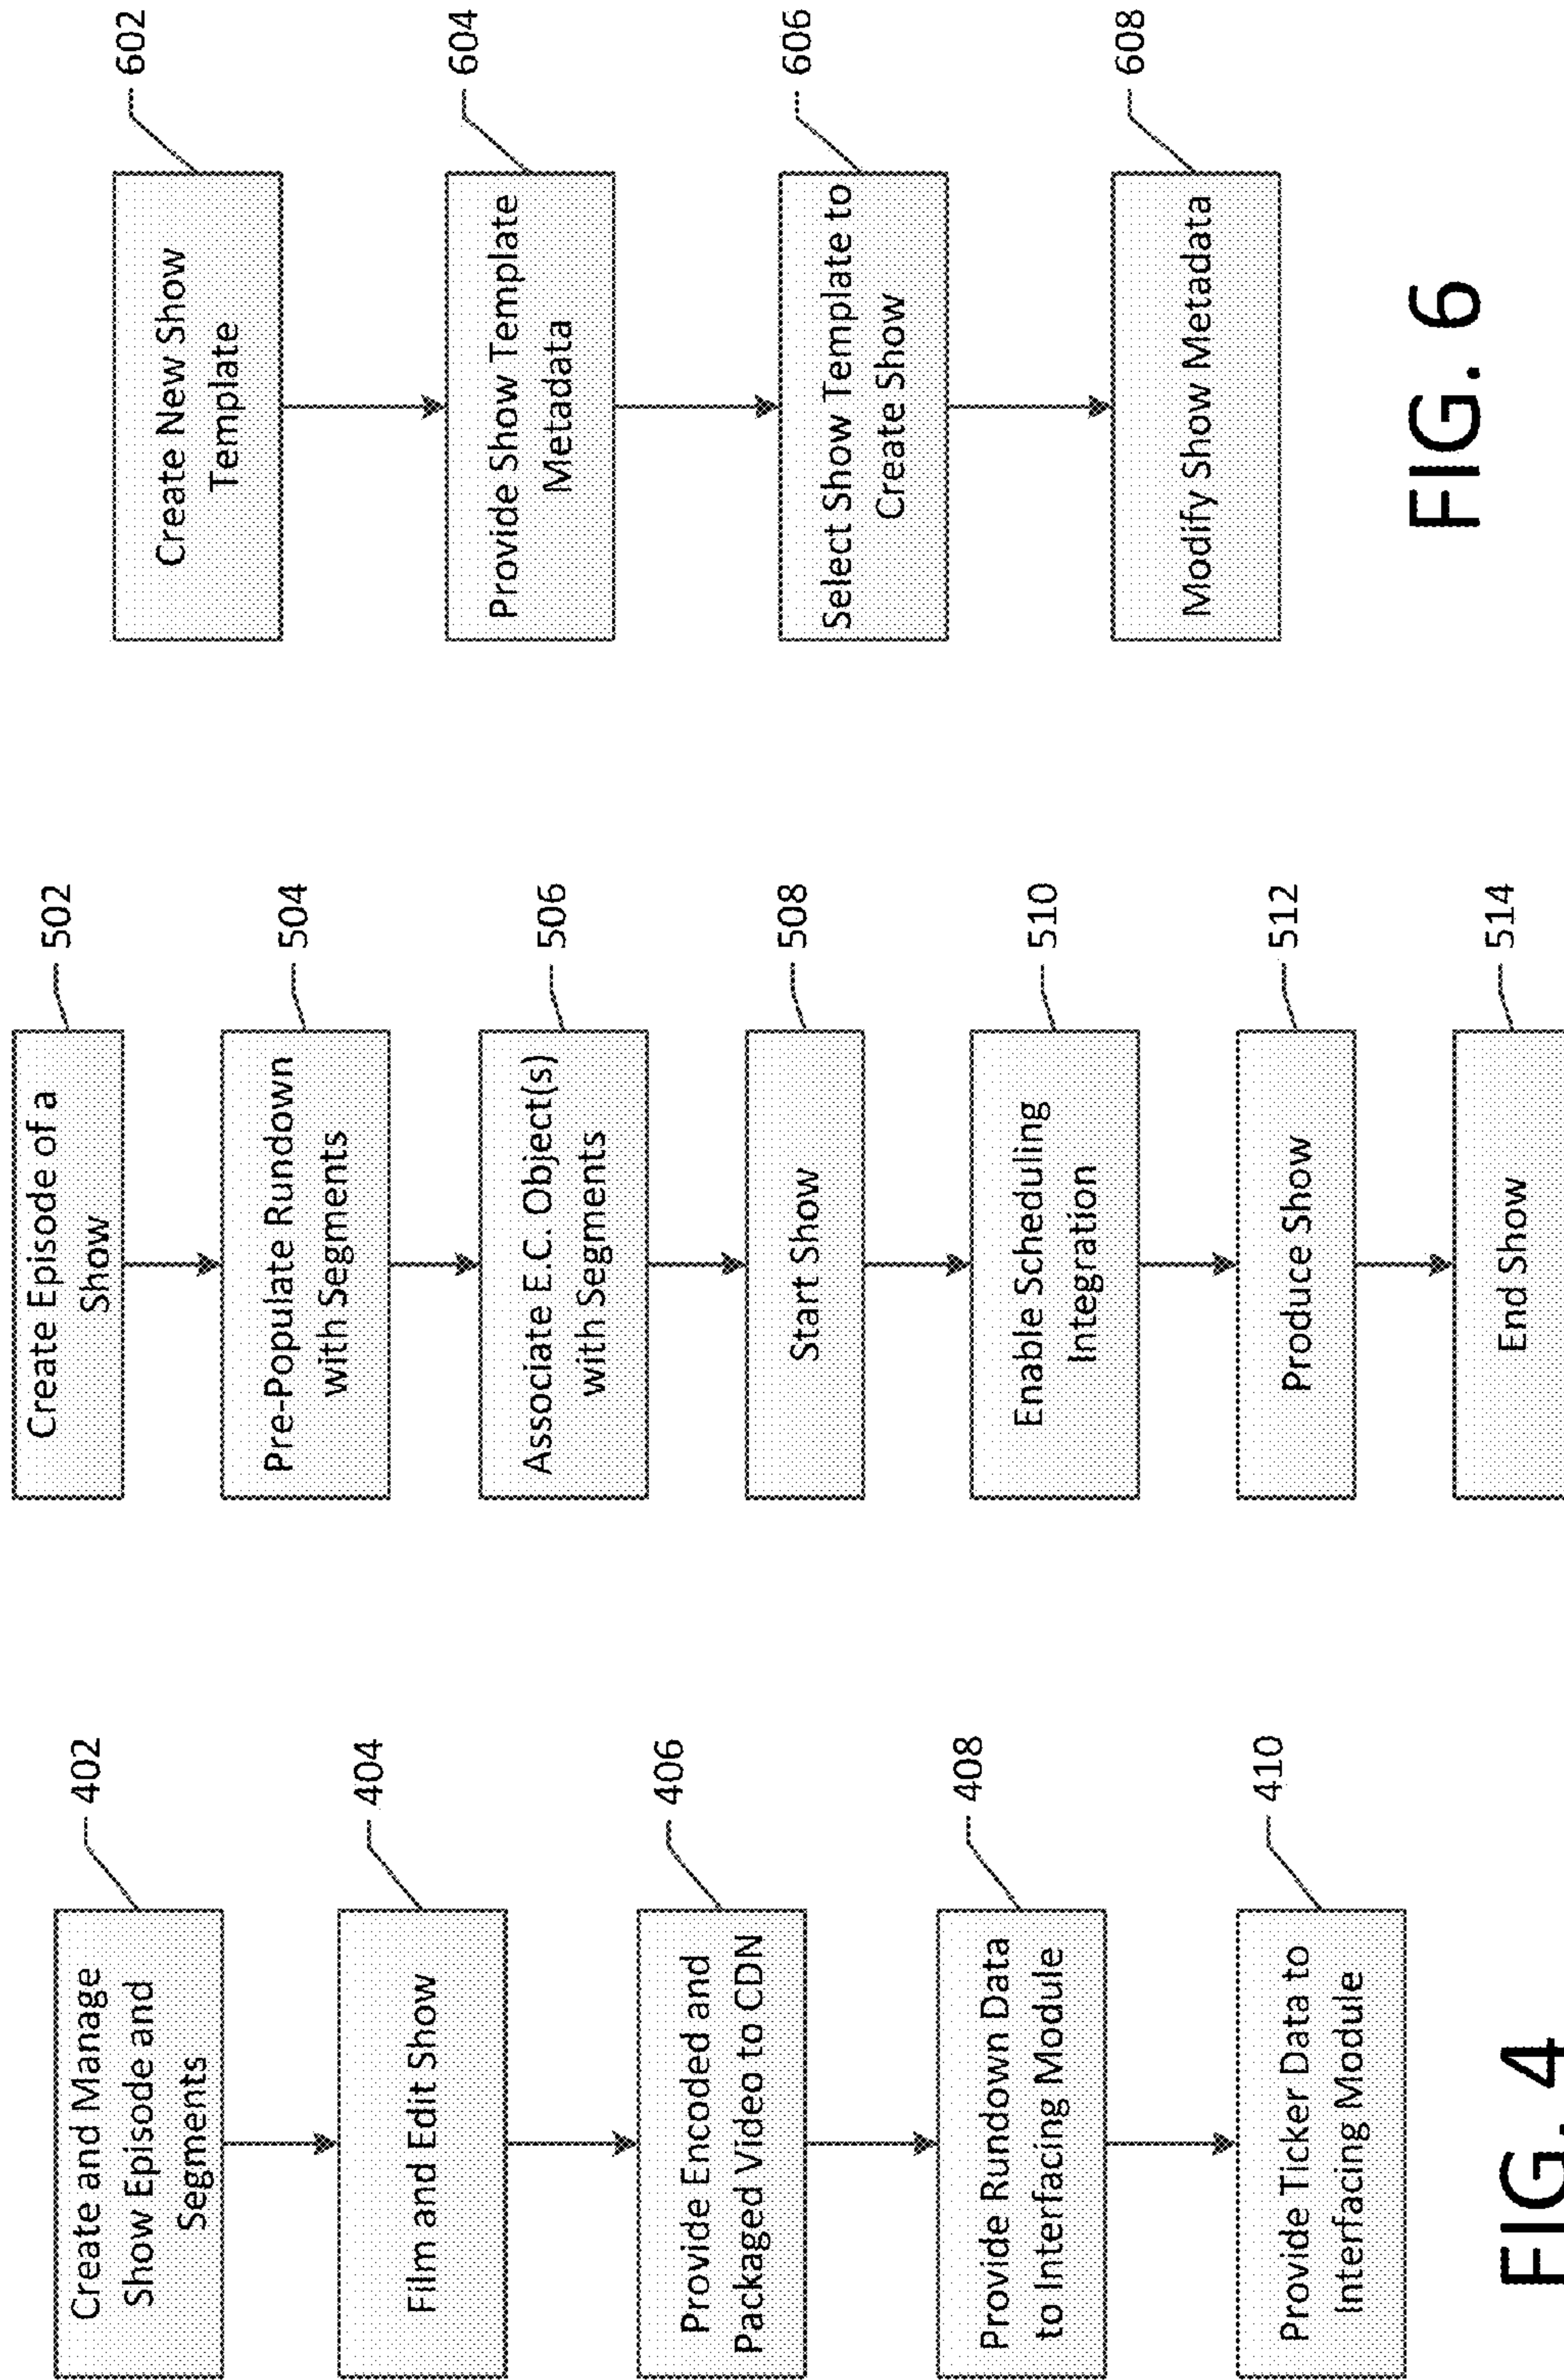 402
Create and Manage
Show Episode and
Segments
404
Film and Edit Show
406
Provide Encoded and
Packaged Video to CDN
408
Provide Rundown Data
to Interfacing Module
410
Provide Ticker Data to
Interfacing Module
FIG. 4
502
Create Episode of a
Show
504
Pre-Populate Rundown
with Segments
506
Associate E.C. Object(s)
with Segments
508
Start Show
510
Enable Scheduling
Integration
512
Produce Show
514
End Show
602
Create New Show
Template
604
Provide Show Template
Metadata
606
Select Show Template to
Create Show
608
Modify Show Metadata
FIG. 6